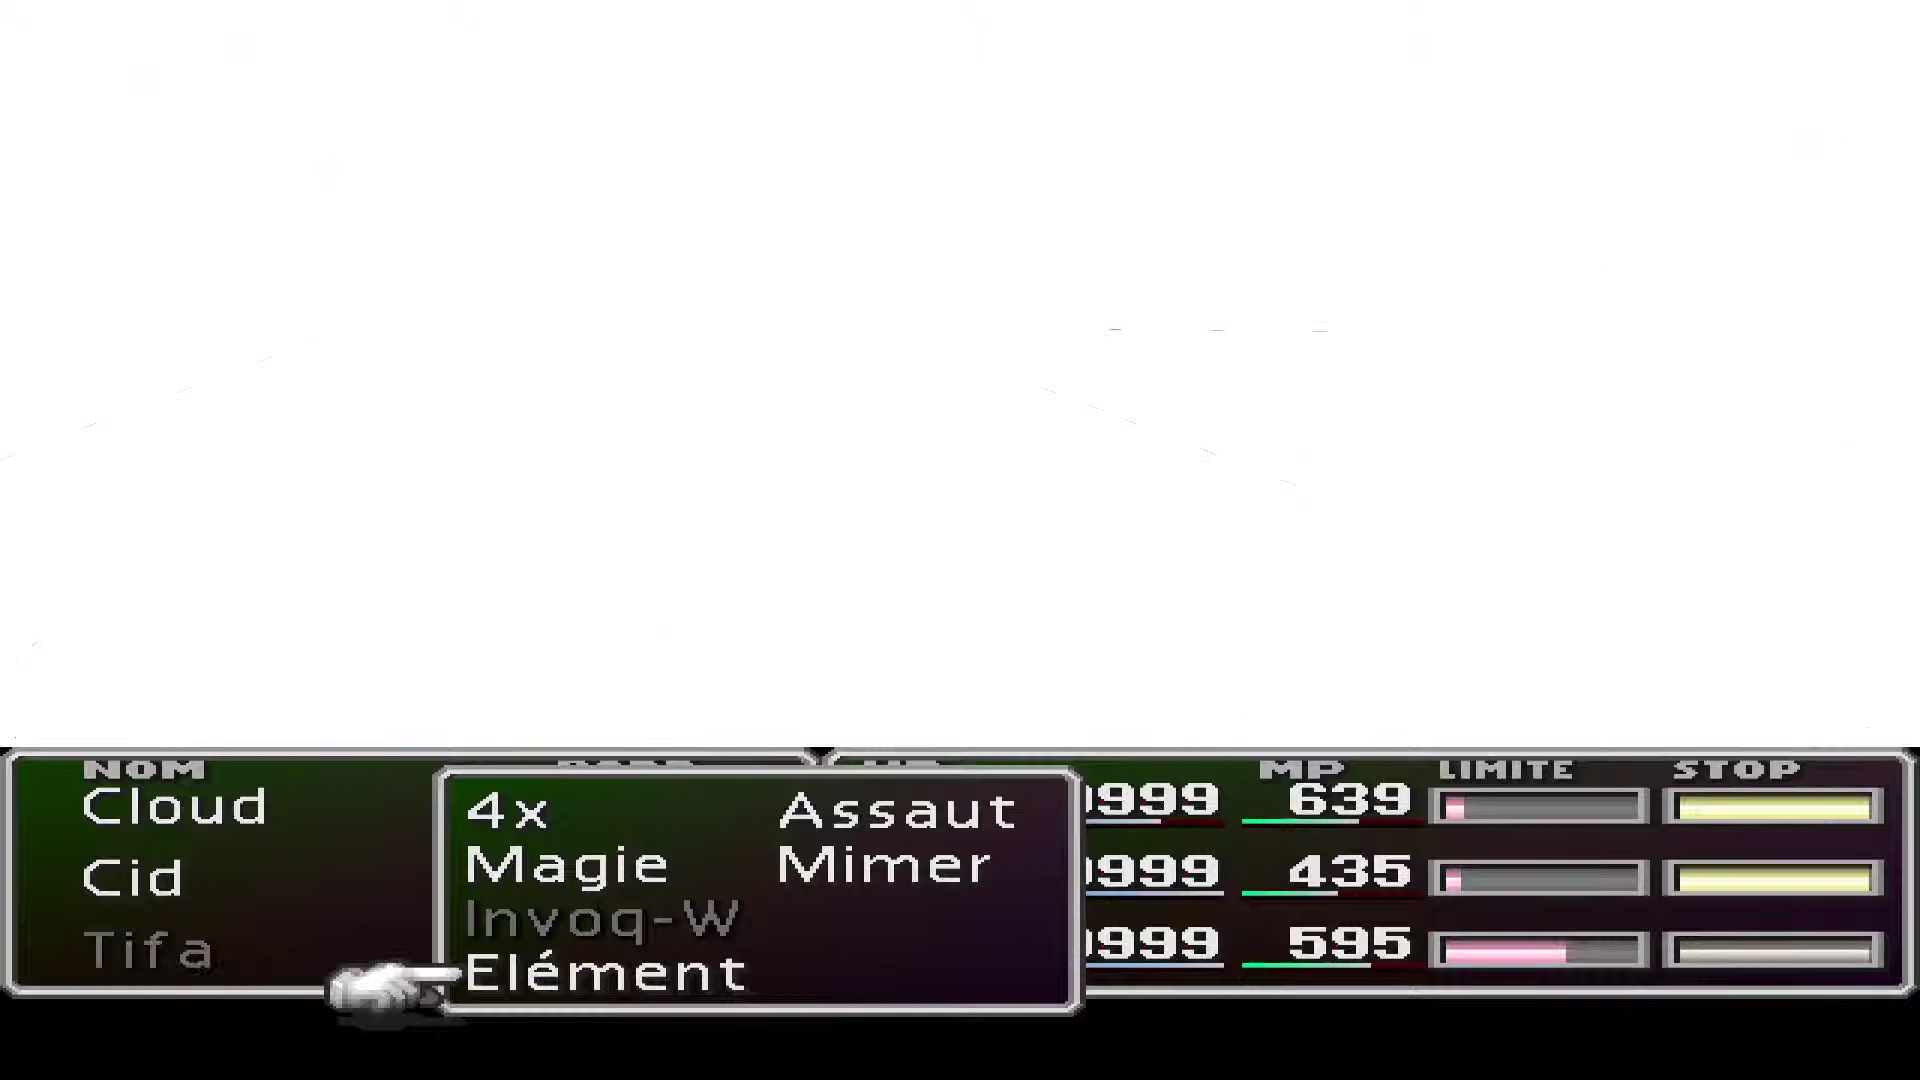 NOM MP LIMITE STOP
Cloud 639
Cid 435
Tifa 595
4x Assaut
Magie Mimer
Invoq-W
Elément